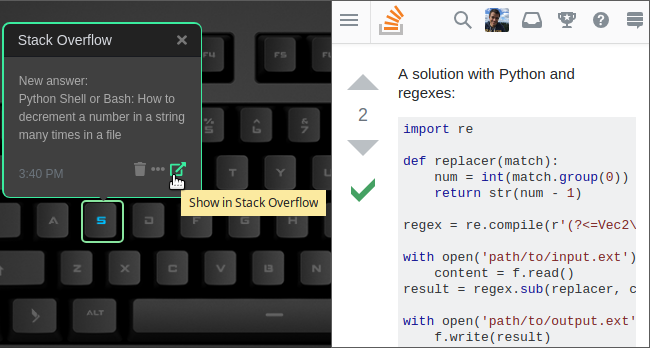 Stack Overflow
New answer:
Python Shell or Bash: How to
decrement a number in a string
many times in a file
3:40 PM
Show in Stack Overflow
F4
F5
T
Y
U
A
S
D
F
G
H
Z
X
C
V
B
N
ALT
2
A solution with Python and
regexes:
import re
def replacer(match):
num = int(match.group(0))
return str(num - 1)
regex = re.compile(r'(?<=Vec2\
with open('path/to/input.ext')
content = f.read()
result = regex.sub(replacer, c
with open('path/to/output.ext'
f.write(result)